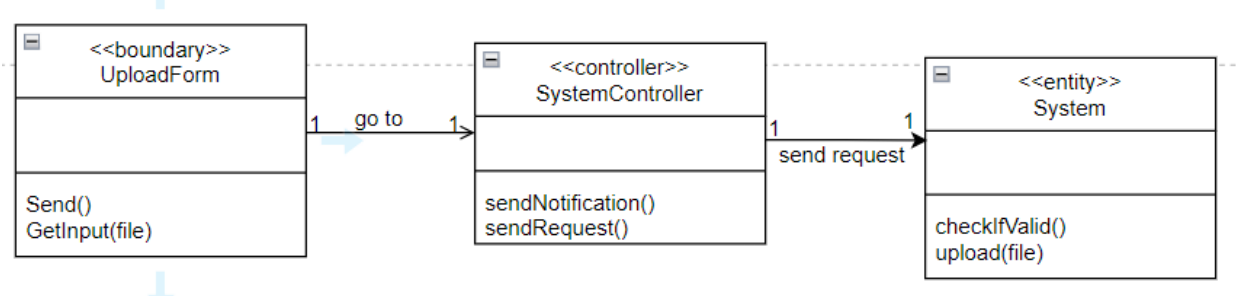 <<boundary>>
UploadForm
Send()
GetInput(file)
1 go to 1
<<controller>>
SystemController
sendNotification()
sendRequest()
1 1
send request
<<entity>>
System
checkIfValid()
upload(file)